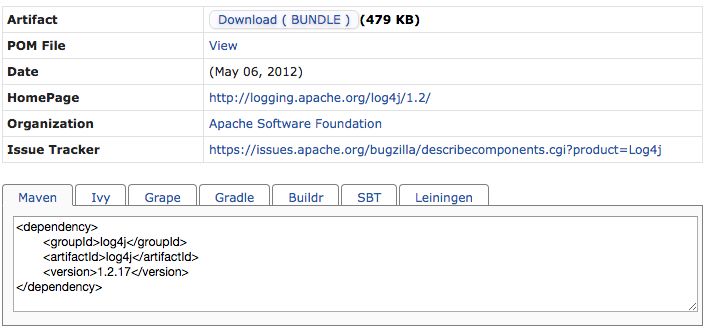 Artifact Download ( BUNDLE ) (479 KB)
POM File View
Date (May 06, 2012)
HomePage http://logging.apache.org/log4j/1.2/
Organization Apache Software Foundation
Issue Tracker https://issues.apache.org/bugzilla/describecomponents.cgi?product=Log4j
Maven Ivy Grape Gradle Buildr SBT Leiningen
<dependency>
<groupId>log4j</groupId>
<artifactId>log4j</artifactId>
<version>1.2.17</version>
</dependency>